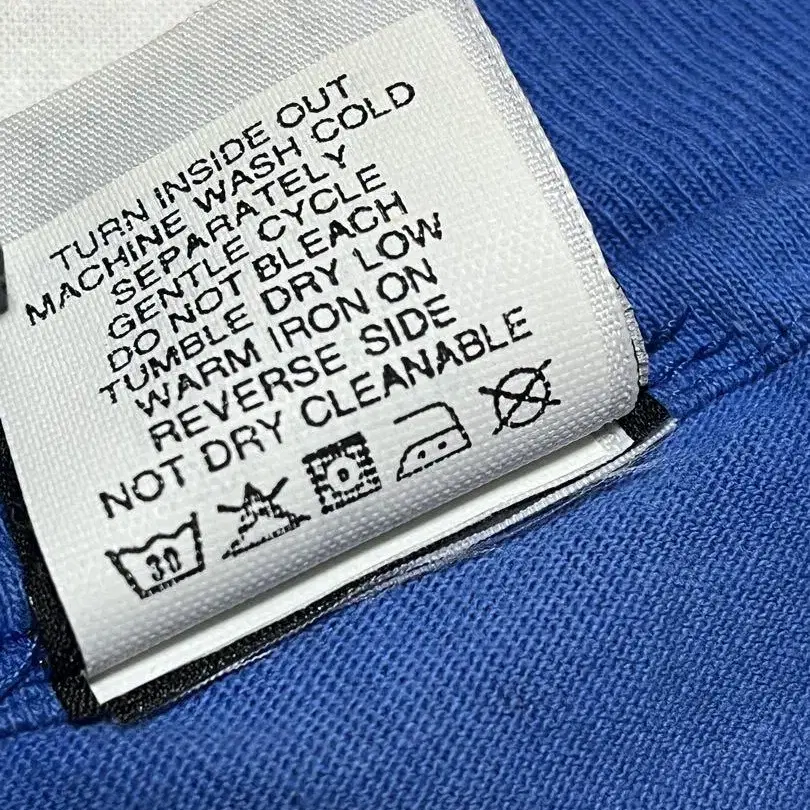 TURN INSIDE OUT
MACHINE WASH COLD
SEPARATELY
GENTLE CYCLE
DO NOT BLEACH
TUMBLE DRY LOW
WARM IRON ON
REVERSE SIDE
NOT DRY CLEANABLE
30